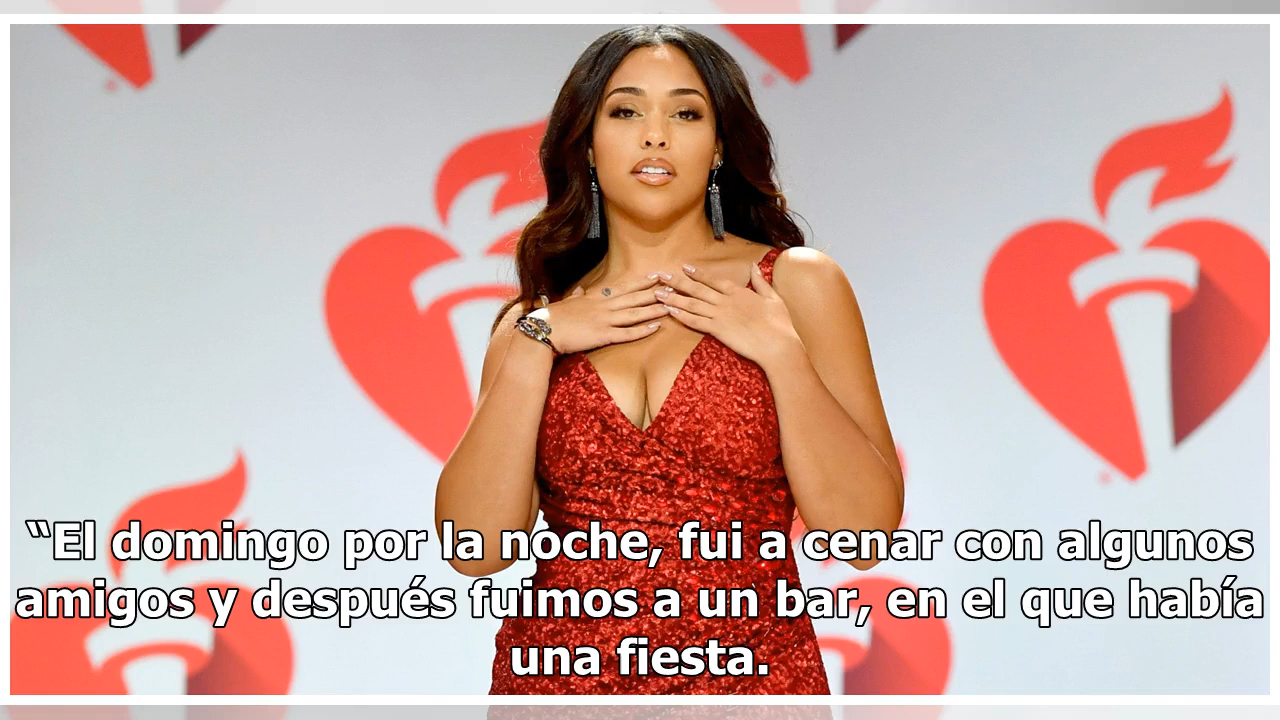 “El domingo por la noche, fui a cenar con algunos
amigos y después fuimos a un bar, en el que había
una fiesta.